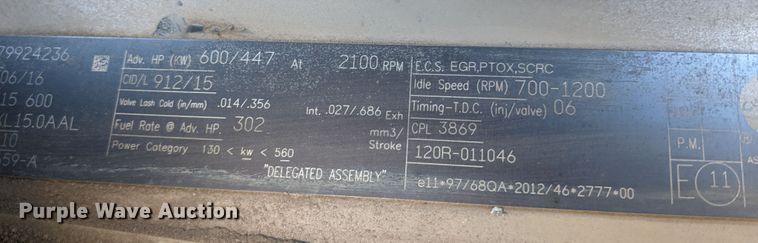 79924236
06/16
15 600
XL15.0AAL
10
659-A
Adv. HP (KW) 600/447 At 2100 RPM
CID/L 912/15
Valve Lash Cold (in/mm) .014/.356 Int. .027/.686 Exh
Fuel Rate @ Adv. HP. 302 mm3/
Stroke
Power Category 130 < kw < 560
"DELEGATED ASSEMBLY"
E.C.S. EGR,PTOX,SCRC
Idle Speed (RPM) 700-1200
Timing-T.D.C. (inj/valve) 06
CPL 3869
120R-011046
e11*97/68QA*2012/46*2777*00
P.M.
E 11
Purple Wave Auction